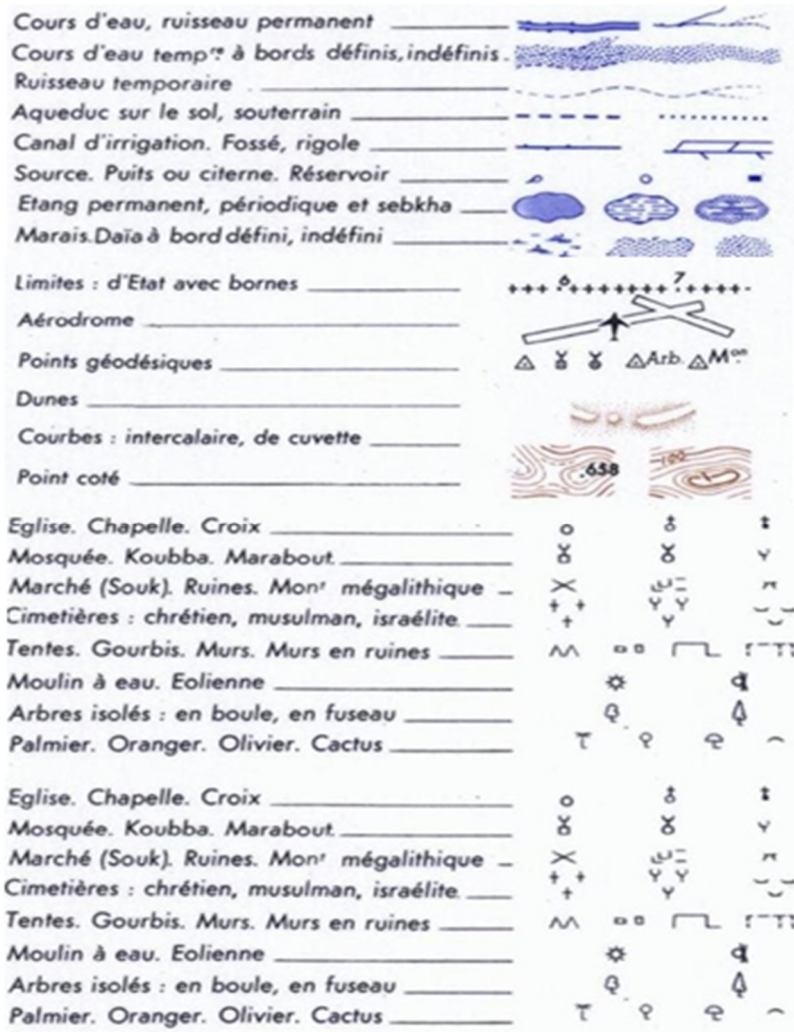 Cours d'eau, ruisseau permanent
Cours d'eau temp.re à bords définis, indéfinis.
Ruisseau temporaire
Aqueduc sur le sol, souterrain
Canal d'irrigation. Fossé, rigole
Source. Puits ou citerne. Réservoir
Etang permanent, périodique et sebkha
Marais. Daïa à bord défini, indéfini
Limites : d'Etat avec bornes 6 7
Aérodrome
Points géodésiques Arb. Mon.
Dunes
Courbes : intercalaire, de cuvette
Point coté .658 100
Eglise. Chapelle. Croix
Mosquée. Koubba. Marabout
Marché (Souk). Ruines. Mont mégalithique
Cimetières : chrétien, musulman, israélite
Tentes. Gourbis. Murs. Murs en ruines
Moulin à eau. Eolienne
Arbres isolés : en boule, en fuseau
Palmier. Oranger. Olivier. Cactus
Eglise. Chapelle. Croix
Mosquée. Koubba. Marabout
Marché (Souk). Ruines. Mont mégalithique
Cimetières : chrétien, musulman, israélite
Tentes. Gourbis. Murs. Murs en ruines
Moulin à eau. Eolienne
Arbres isolés : en boule, en fuseau
Palmier. Oranger. Olivier. Cactus